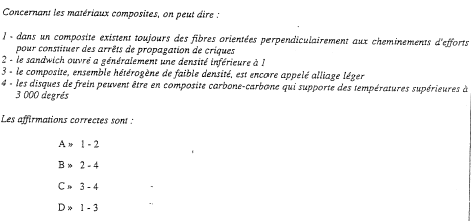 Concernant les matériaux composites, on peut dire :
1 - dans un composite existent toujours des fibres orientées perpendiculairement aux cheminements d'efforts
pour constituer des arrêts de propagation de criques
2 - le sandwich ouvré a généralement une densité inférieure à 1
3 - le composite, ensemble hétérogène de faible densité, est encore appelé alliage léger
4 - les disques de frein peuvent être en composite carbone-carbone qui supporte des températures supérieures à
3 000 degrés
Les affirmations correctes sont :
A » 1 - 2
B » 2 - 4
C » 3 - 4
D » 1 - 3